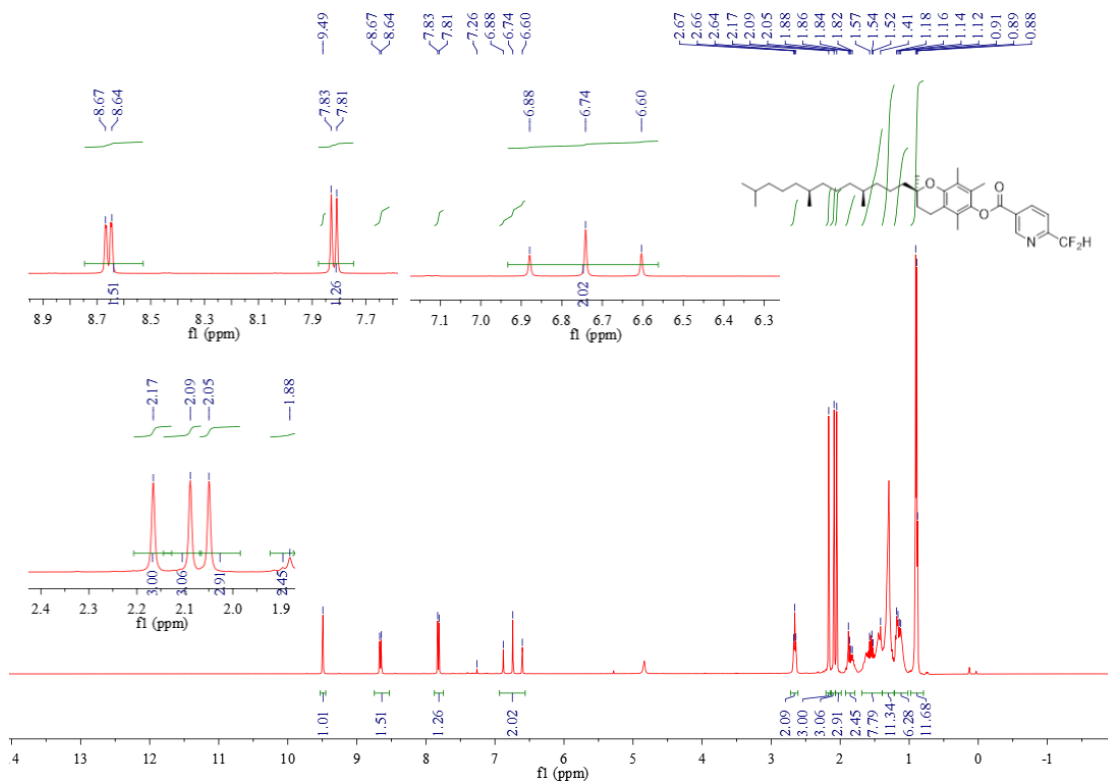 9.49 8.67 8.64 7.83 7.81 7.26 6.88 6.74 6.60 2.67 2.66 2.64 2.17 2.09 2.05 1.88 1.86 1.84 1.82 1.57 1.54 1.52 1.41 1.18 1.16 1.14 1.12 0.91 0.89 0.88
8.67 8.64 7.83 7.81
1.51 1.26
8.9 8.7 8.5 8.3 8.1 7.9 7.7
f1 (ppm)
6.88 6.74 6.60
2.02
7.1 7.0 6.9 6.8 6.7 6.6 6.5 6.4 6.3
f1 (ppm)
O
O
O
N
CF2H
2.17 2.09 2.05 1.88
3.00 3.06 2.91 2.45
2.4 2.3 2.2 2.1 2.0 1.9
f1 (ppm)
1.01 1.51 1.26 2.02 2.09 3.00 3.06 2.91 2.45 7.79 11.34 6.28 11.68
4 13 12 11 10 9 8 7 6 5 4 3 2 1 0 -1
f1 (ppm)